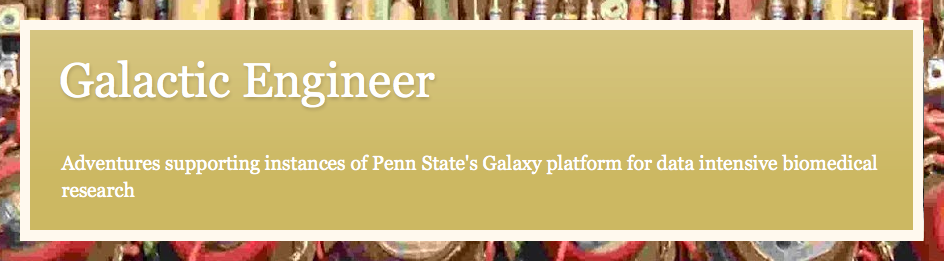 Galactic Engineer
Adventures supporting instances of Penn State's Galaxy platform for data intensive biomedical
research